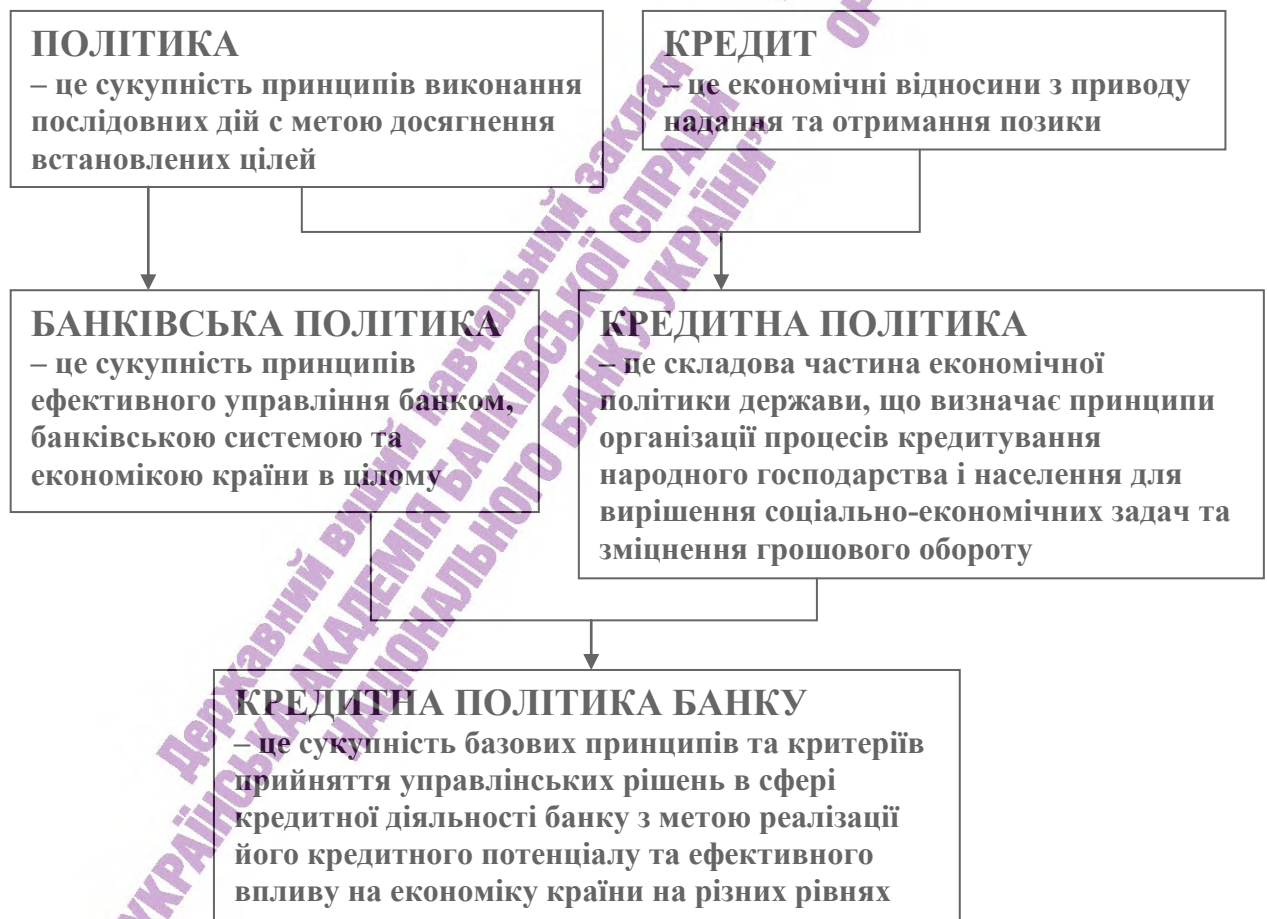 ПОЛІТИКА
– це сукупність принципів виконання
послідовних дій с метою досягнення
встановлених цілей
КРЕДИТ
– це економічні відносини з приводу
надання та отримання позики
БАНКІВСЬКА ПОЛІТИКА
– це сукупність принципів
ефективного управління банком,
банківською системою та
економікою країни в цілому
КРЕДИТНА ПОЛІТИКА
– це складова частина економічної
політики держави, що визначає принципи
організації процесів кредитування
народного господарства і населення для
вирішення соціально-економічних задач та
зміцнення грошового обороту
КРЕДИТНА ПОЛІТИКА БАНКУ
– це сукупність базових принципів та критеріїв
прийняття управлінських рішень в сфері
кредитної діяльності банку з метою реалізації
його кредитного потенціалу та ефективного
впливу на економіку країни на різних рівнях
Державний вищий навчальний заклад
УКРАЇНСЬКА АКАДЕМІЯ БАНКІВСЬКОЇ СПРАВИ
НАЦІОНАЛЬНОГО БАНКУ УКРАЇНИ”